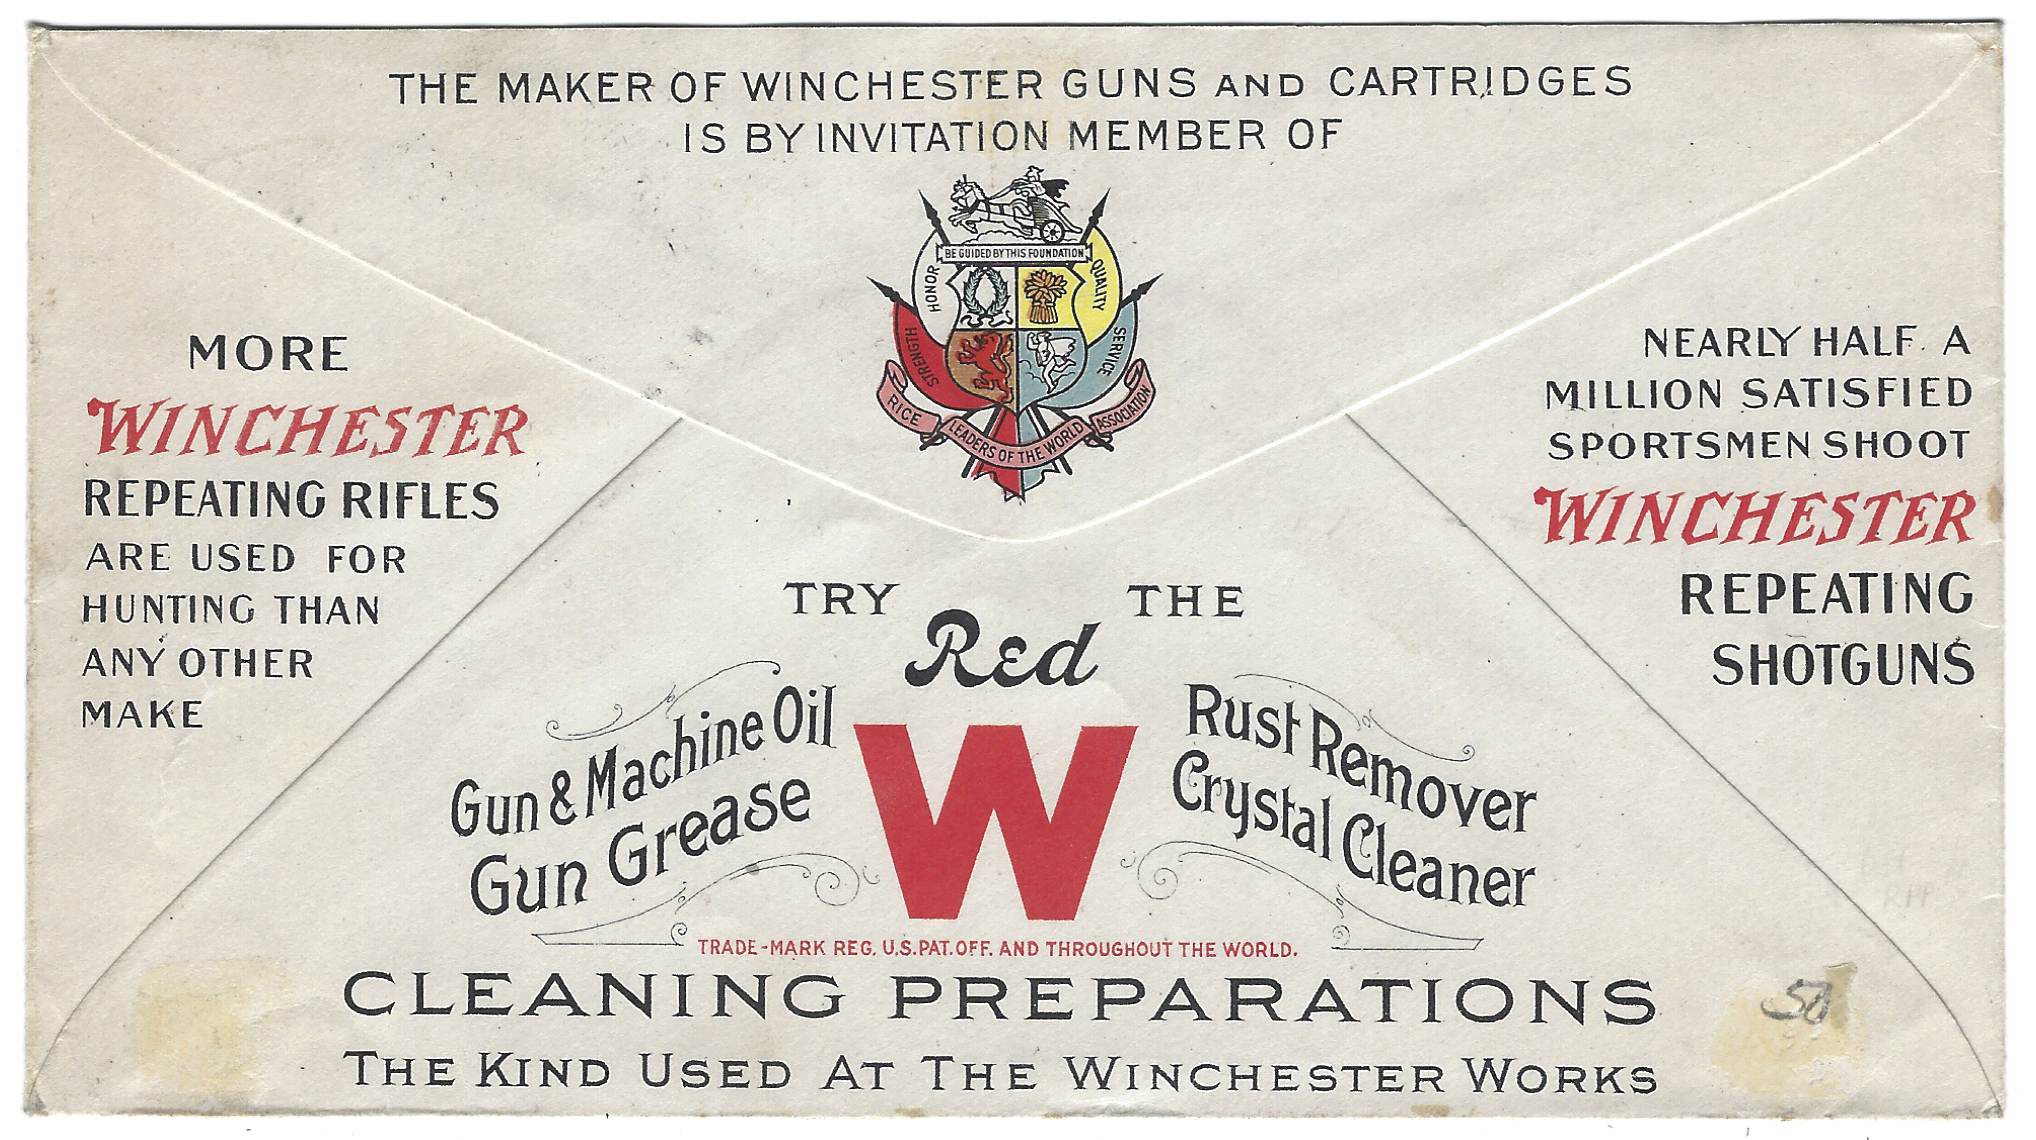 THE MAKER OF WINCHESTER GUNS AND CARTRIDGES
IS BY INVITATION MEMBER OF
BE GUIDED BY THIS FOUNDATION
HONOR
QUALITY
STRENGTH
SERVICE
RICE
LEADERS OF THE WORLD
ASSOCIATION
MORE
WINCHESTER
REPEATING RIFLES
ARE USED FOR
HUNTING THAN
ANY OTHER
MAKE
NEARLY HALF A
MILLION SATISFIED
SPORTSMEN SHOOT
WINCHESTER
REPEATING
SHOTGUNS
TRY THE
Red
W
Gun & Machine Oil
Gun Grease
Rust Remover
Crystal Cleaner
TRADE-MARK REG. U.S. PAT. OFF. AND THROUGHOUT THE WORLD.
CLEANING PREPARATIONS
THE KIND USED AT THE WINCHESTER WORKS